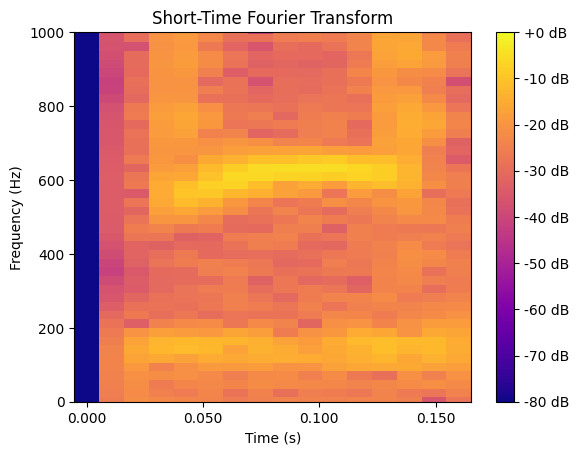 Short-Time Fourier Transform
Frequency (Hz)
1000
800
600
400
200
0
0.000
0.050
0.100
0.150
Time (s)
+0 dB
-10 dB
-20 dB
-30 dB
-40 dB
-50 dB
-60 dB
-70 dB
-80 dB